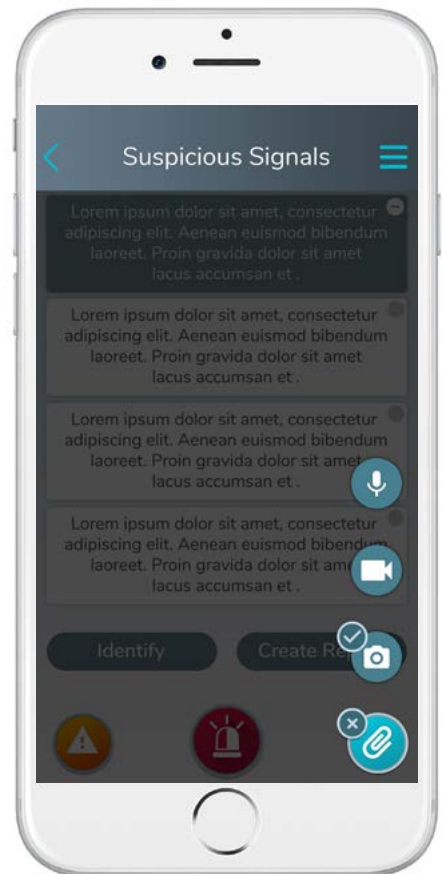 Suspicious Signals
Lorem ipsum dolor sit amet, consectetur
adipiscing elit. Aenean euismod bibendum
laoreet. Proin gravida dolor sit amet
lacus accumsan et .
Lorem ipsum dolor sit amet, consectetur
adipiscing elit. Aenean euismod bibendum
laoreet. Proin gravida dolor sit amet
lacus accumsan et .
Lorem ipsum dolor sit amet, consectetur
adipiscing elit. Aenean euismod bibendum
laoreet. Proin gravida dolor sit amet
lacus accumsan et .
Lorem ipsum dolor sit amet, consectetur
adipiscing elit. Aenean euismod bibendum
laoreet. Proin gravida dolor sit amet
lacus accumsan et .
Identify
Create